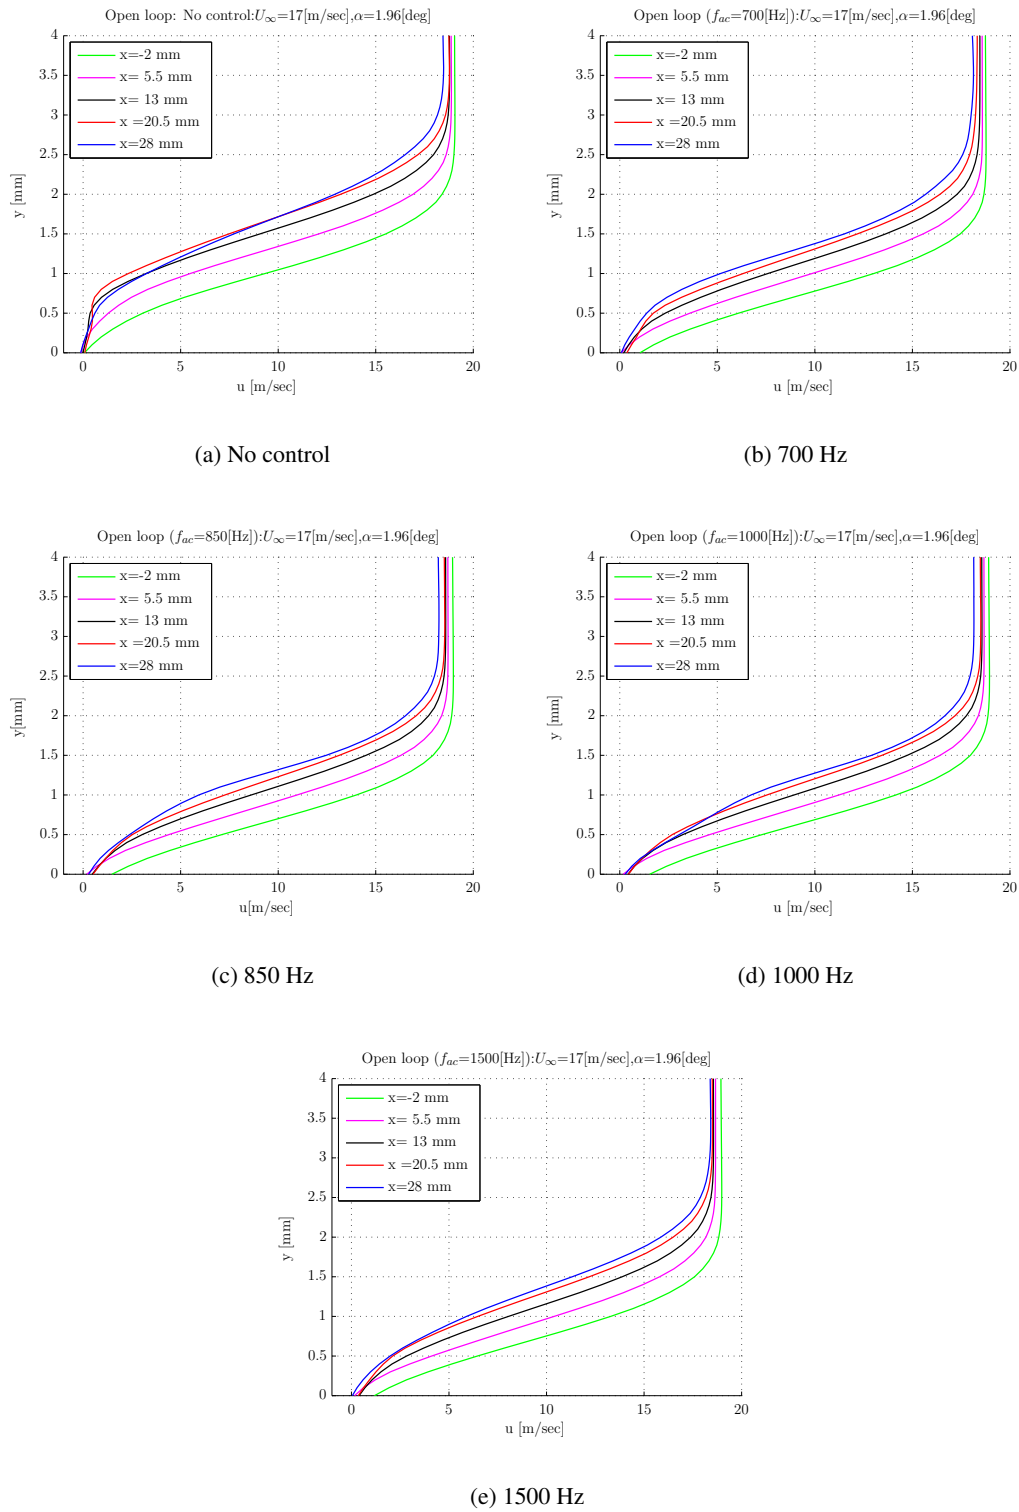 Open loop: No control:U∞=17[m/sec],α=1.96[deg]
4
3.5
3
2.5
2
1.5
1
0.5
0
y [mm]
x=-2 mm
x= 5.5 mm
x= 13 mm
x =20.5 mm
x=28 mm
0 5 10 15 20
u [m/sec]
(a) No control
Open loop (fac=700[Hz]):U∞=17[m/sec],α=1.96[deg]
4
3.5
3
2.5
2
1.5
1
0.5
0
y [mm]
x=-2 mm
x= 5.5 mm
x= 13 mm
x =20.5 mm
x=28 mm
0 5 10 15 20
u [m/sec]
(b) 700 Hz
Open loop (fac=850[Hz]):U∞=17[m/sec],α=1.96[deg]
4
3.5
3
2.5
2
1.5
1
0.5
0
y[mm]
x=-2 mm
x= 5.5 mm
x= 13 mm
x =20.5 mm
x=28 mm
0 5 10 15 20
u[m/sec]
(c) 850 Hz
Open loop (fac=1000[Hz]):U∞=17[m/sec],α=1.96[deg]
4
3.5
3
2.5
2
1.5
1
0.5
0
y [mm]
x=-2 mm
x= 5.5 mm
x= 13 mm
x =20.5 mm
x=28 mm
0 5 10 15 20
u [m/sec]
(d) 1000 Hz
Open loop (fac=1500[Hz]):U∞=17[m/sec],α=1.96[deg]
4
3.5
3
2.5
2
1.5
1
0.5
0
y [mm]
x=-2 mm
x= 5.5 mm
x= 13 mm
x =20.5 mm
x=28 mm
0 5 10 15 20
u [m/sec]
(e) 1500 Hz